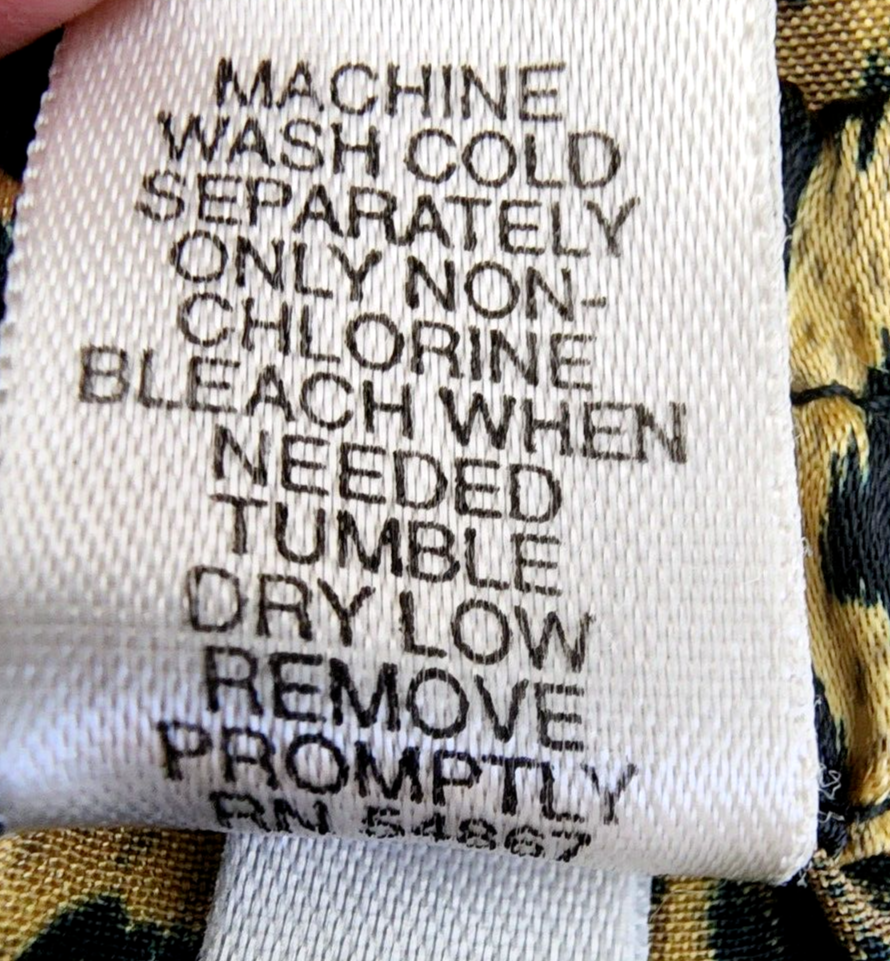 MACHINE
WASH COLD
SEPARATELY
ONLY NON-
CHLORINE
BLEACH WHEN
NEEDED
TUMBLE
DRY LOW
REMOVE
PROMPTLY
RN 54867